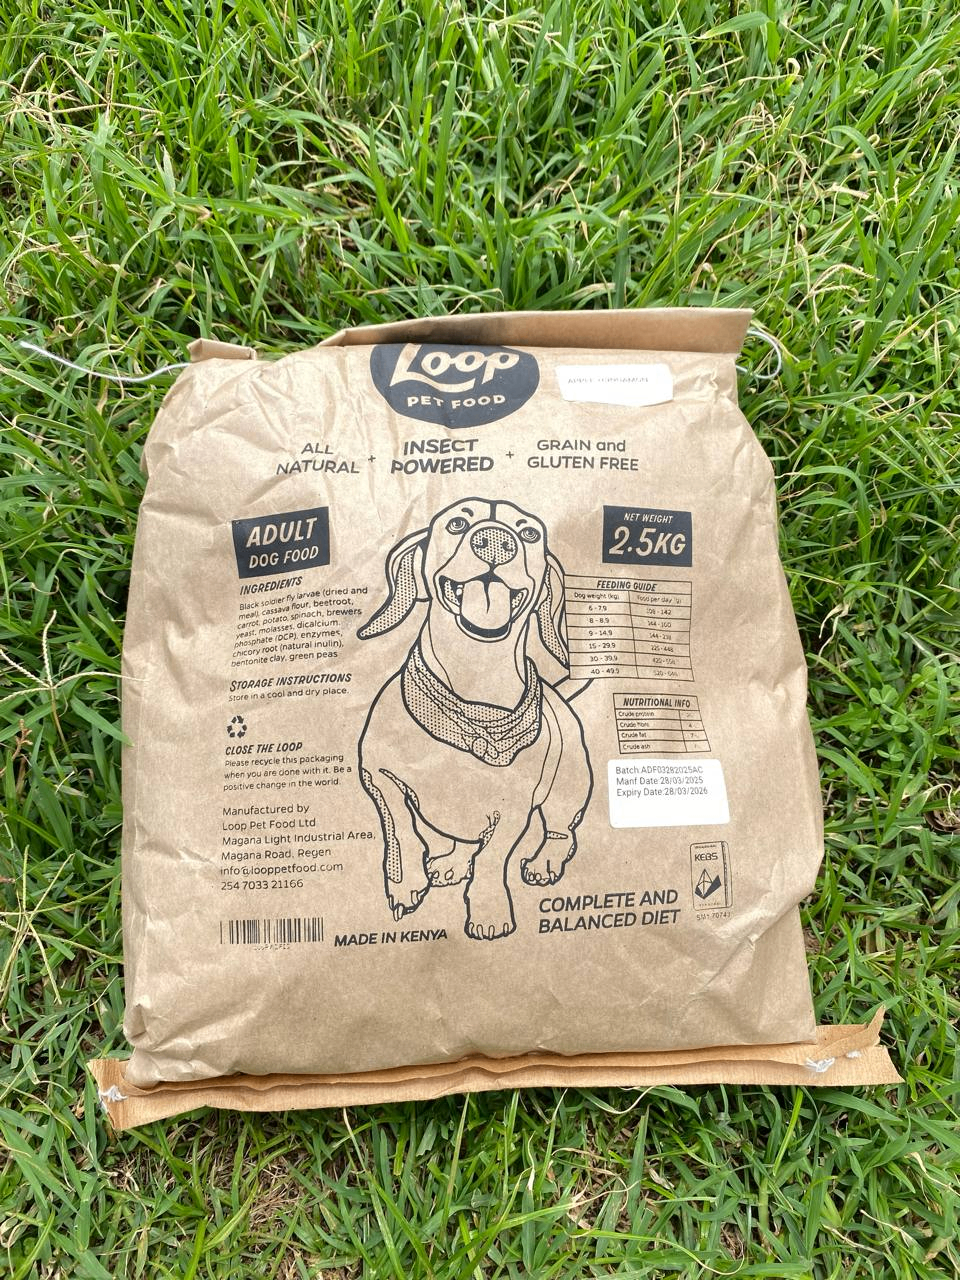 Loop
PET FOOD
APPLE + CINNAMON
ALL
NATURAL
+
INSECT
POWERED
+
GRAIN and
GLUTEN FREE
ADULT
DOG FOOD
NET WEIGHT
2.5KG
INGREDIENTS
Black soldier fly larvae (dried and
meal), cassava flour, beetroot,
carrot, potato, spinach, brewers
yeast, molasses, dicalcium
phosphate (DCP), enzymes,
chicory root (natural inulin),
bentonite clay, green peas
STORAGE INSTRUCTIONS
Store in a cool and dry place.
CLOSE THE LOOP
Please recycle this packaging
when you are done with it. Be a
positive change in the world.
Manufactured by
Loop Pet Food Ltd
Magana Light Industrial Area,
Magana Road, Regen
info@looppetfood.com
254 7033 21166
MADE IN KENYA
FEEDING GUIDE
Dog weight (kg) Food per day (g)
6 - 7.9
8 - 8.9 144 - 160
9 - 14.9
15 - 29.9
30 - 39.9
40 - 49.9
NUTRITIONAL INFO
Crude protein
Crude fibre
Crude fat
Crude ash
Batch:ADF03282025AC
Manf Date:28/03/2025
Expiry Date:28/03/2026
KEBS
COMPLETE AND
BALANCED DIET